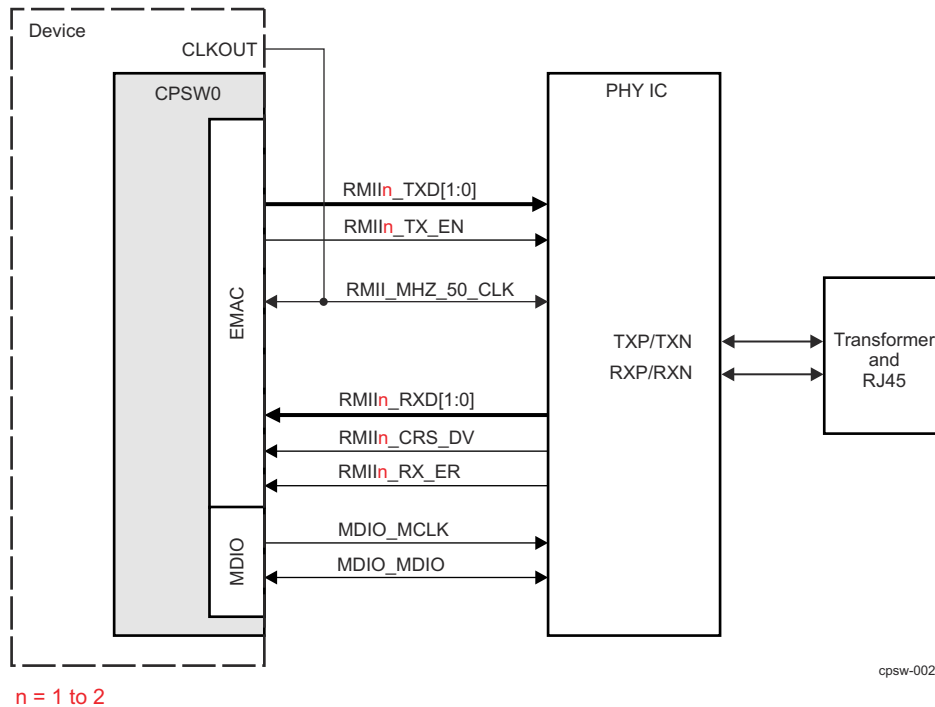 Device
CLKOUT
CPSW0
PHY IC
RMIIn_TXD[1:0]
RMIIn_TX_EN
EMAC
RMII_MHZ_50_CLK
TXP/TXN
RXP/RXN
Transformer
and
RJ45
RMIIn_RXD[1:0]
RMIIn_CRS_DV
RMIIn_RX_ER
MDIO
MDIO_MCLK
MDIO_MDIO
cpsw-002
n = 1 to 2